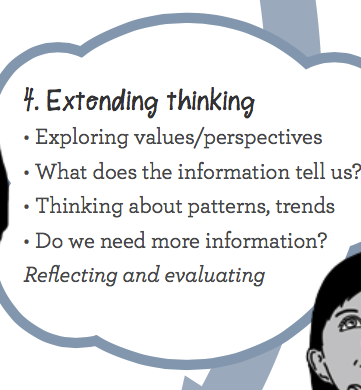 4. Extending thinking
• Exploring values/perspectives
• What does the information tell us?
• Thinking about patterns, trends
• Do we need more information?
Reflecting and evaluating